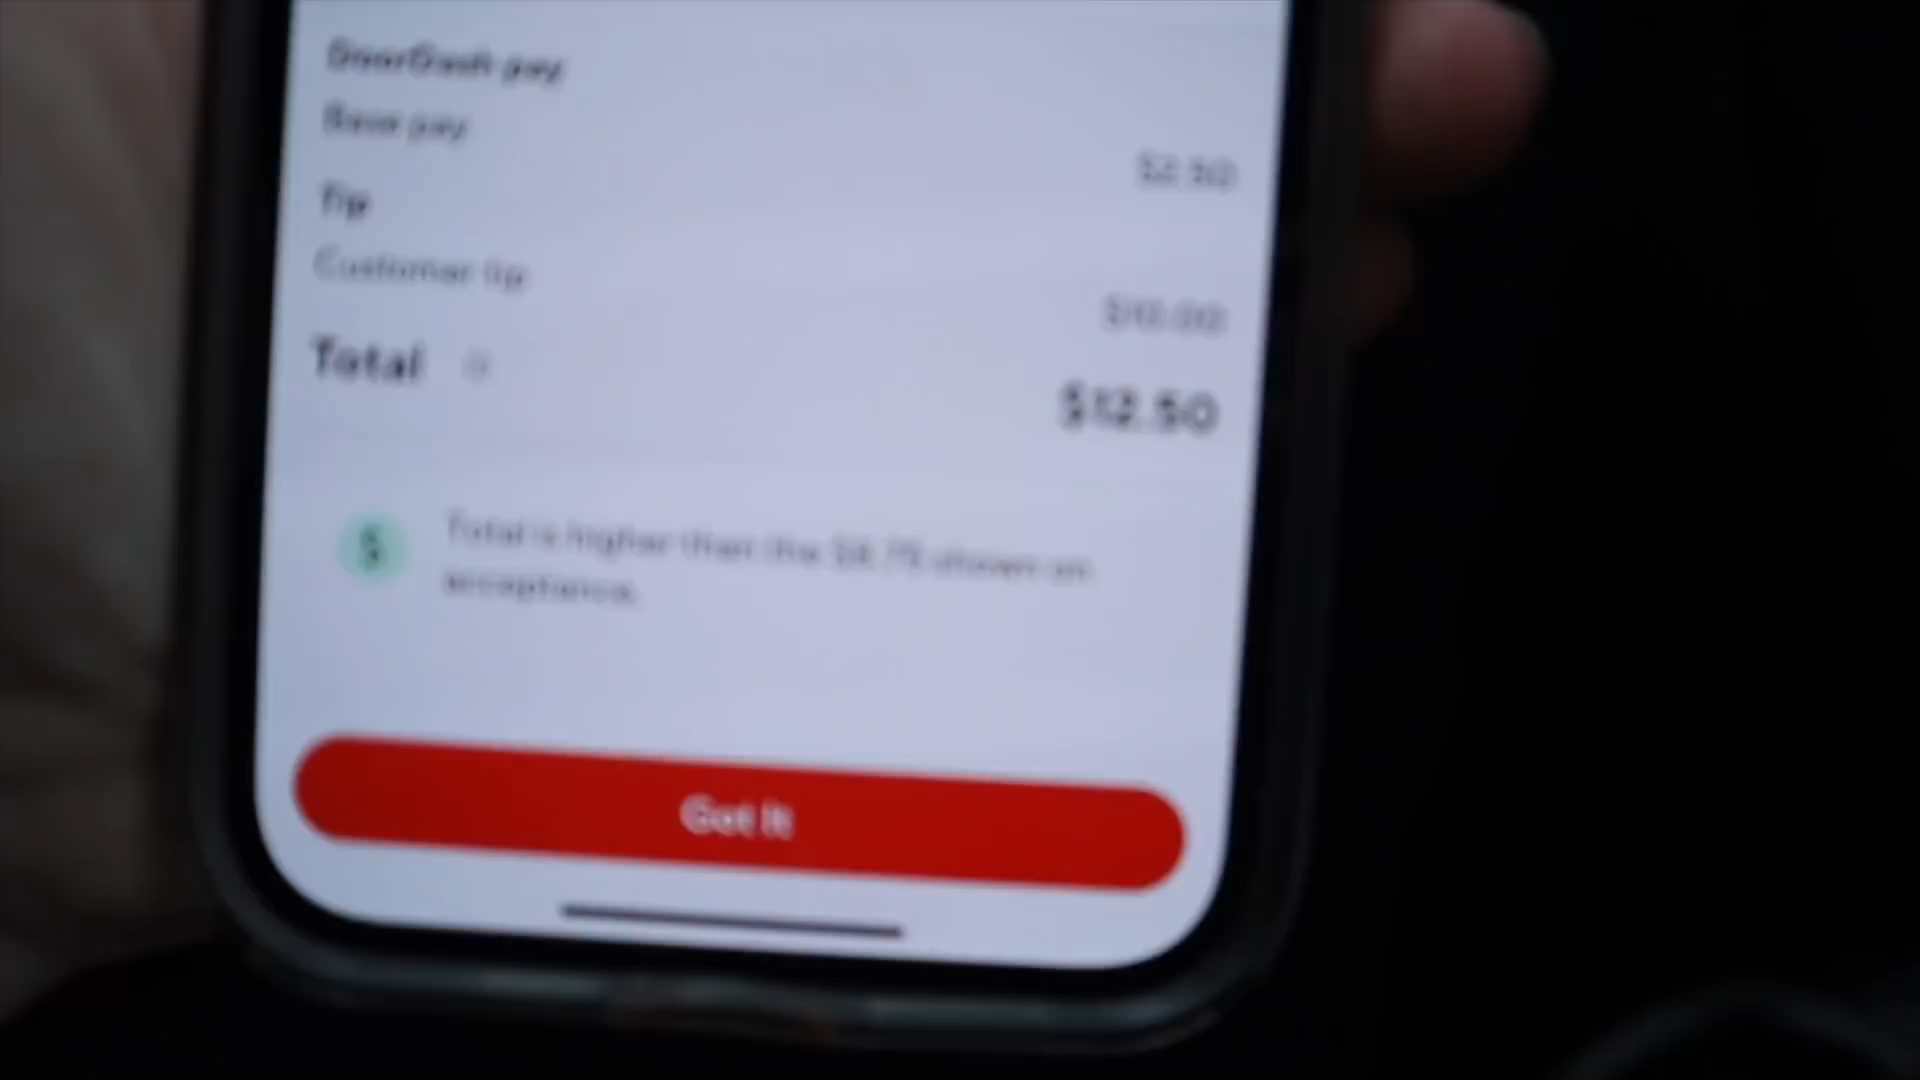 DoorDash pay
Base pay
$2.50
Tip
Customer tip
$10.00
Total
$12.50
$
Total is higher than the shown on
acceptance.
Got It